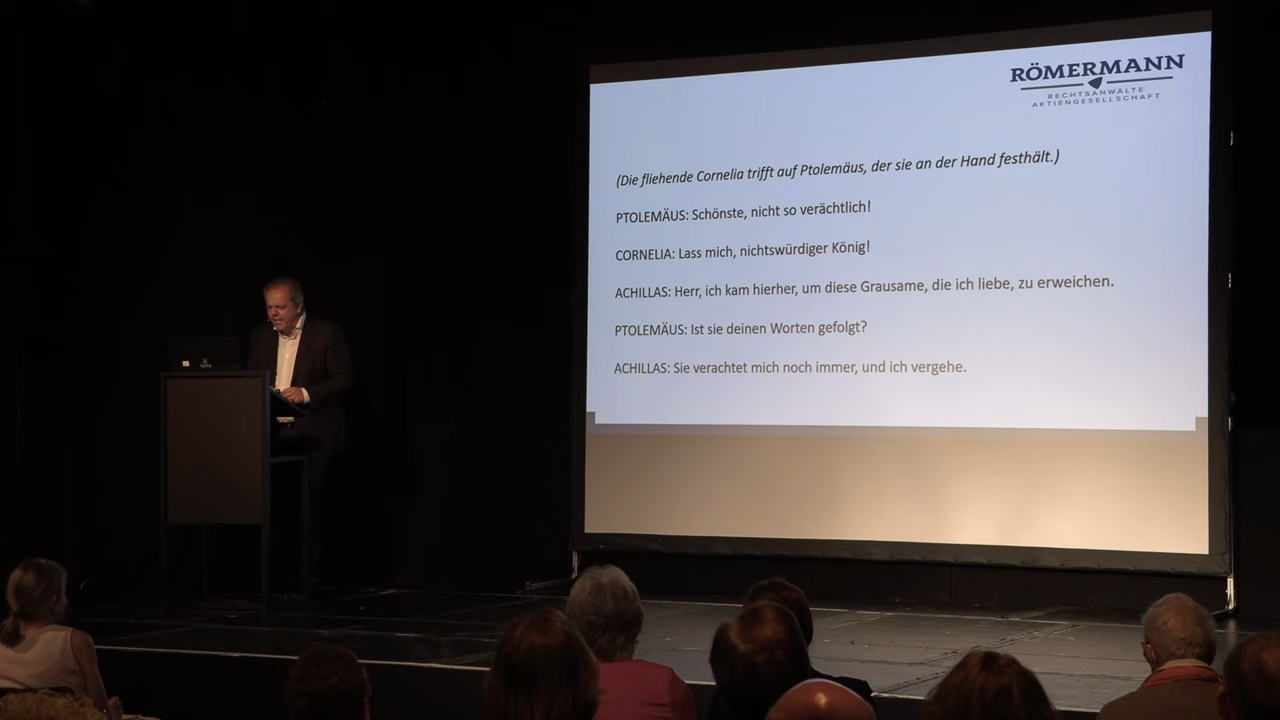 RÖMERMANN
RECHTSANWÄLTE
AKTIENGESELLSCHAFT
(Die fliehende Cornelia trifft auf Ptolemäus, der sie an der Hand festhält.)
PTOLEMÄUS: Schönste, nicht so verächtlich!
CORNELIA: Lass mich, nichtswürdiger König!
ACHILLAS: Herr, ich kam hierher, um diese Grausame, die ich liebe, zu erweichen.
PTOLEMÄUS: Ist sie deinen Worten gefolgt?
ACHILLAS: Sie verachtet mich noch immer, und ich vergehe.